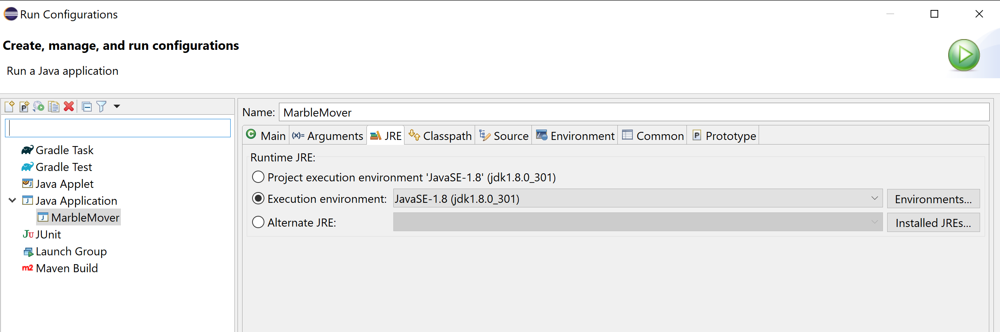 Run Configurations
Create, manage, and run configurations
Run a Java application
Gradle Task
Gradle Test
Java Applet
Java Application
MarbleMover
JUnit
Launch Group
Maven Build
Name: MarbleMover
Main (x)= Arguments JRE Classpath Source Environment Common Prototype
Runtime JRE:
Project execution environment 'JavaSE-1.8' (jdk1.8.0_301)
Execution environment: JavaSE-1.8 (jdk1.8.0_301) Environments...
Alternate JRE: Installed JREs...